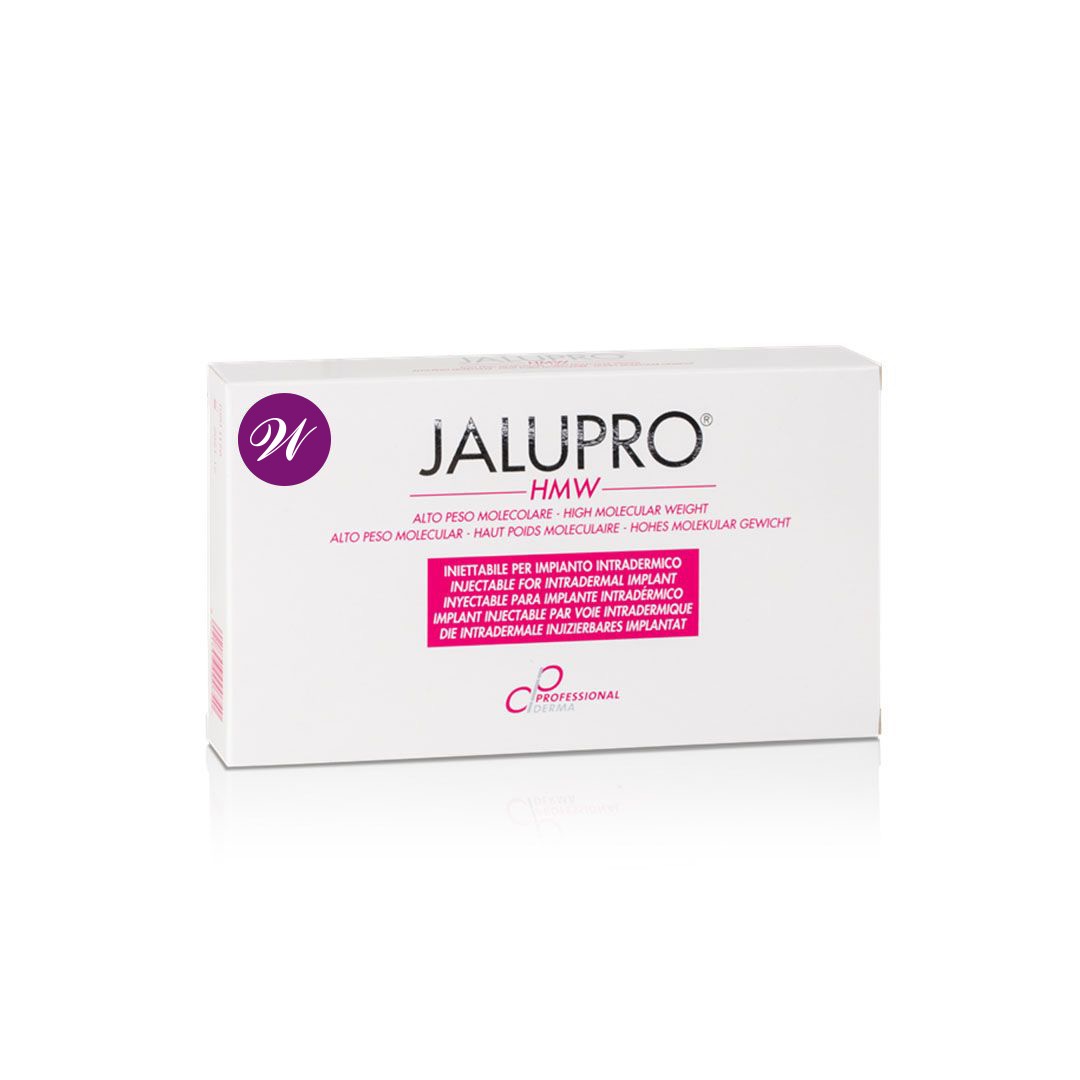 JALUPRO
HMW
W
JALUPRO®
HMW
ALTO PESO MOLECOLARE - HIGH MOLECULAR WEIGHT
ALTO PESO MOLECULAR - HAUT POIDS MOLECULAIRE - HOHES MOLEKULAR GEWICHT
INIETTABILE PER IMPIANTO INTRADERMICO
INJECTABLE FOR INTRADERMAL IMPLANT
INYECTABLE PARA IMPLANTE INTRADÉRMICO
IMPLANT INJECTABLE PAR VOIE INTRADERMIQUE
DIE INTRADERMALE INJIZIERBARES IMPLANTAT
PROFESSIONAL
DERMA